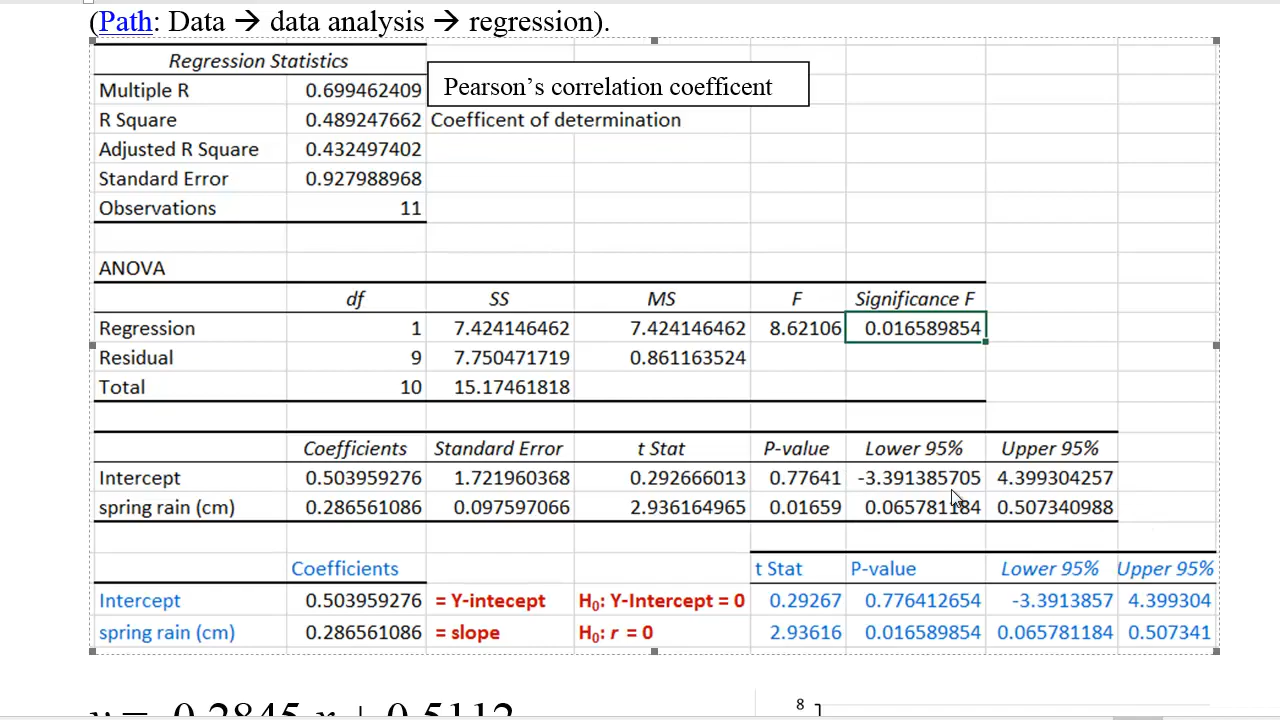 (Path: Data → data analysis → regression).
Regression Statistics
Multiple R 0.699462409 Pearson’s correlation coefficent
R Square 0.489247662 Coefficent of determination
Adjusted R Square 0.432497402
Standard Error 0.927988968
Observations 11
ANOVA
df SS MS F Significance F
Regression 1 7.424146462 7.424146462 8.62106 0.016589854
Residual 9 7.750471719 0.861163524
Total 10 15.17461818
Coefficients Standard Error t Stat P-value Lower 95% Upper 95%
Intercept 0.503959276 1.721960368 0.292666013 0.77641 -3.391385705 4.399304257
spring rain (cm) 0.286561086 0.097597066 2.936164965 0.01659 0.065781184 0.507340988
Coefficients t Stat P-value Lower 95% Upper 95%
Intercept 0.503959276 = Y-intecept H₀: Y-Intercept = 0 0.29267 0.776412654 -3.3913857 4.399304
spring rain (cm) 0.286561086 = slope H₀: r = 0 2.93616 0.016589854 0.065781184 0.507341
8